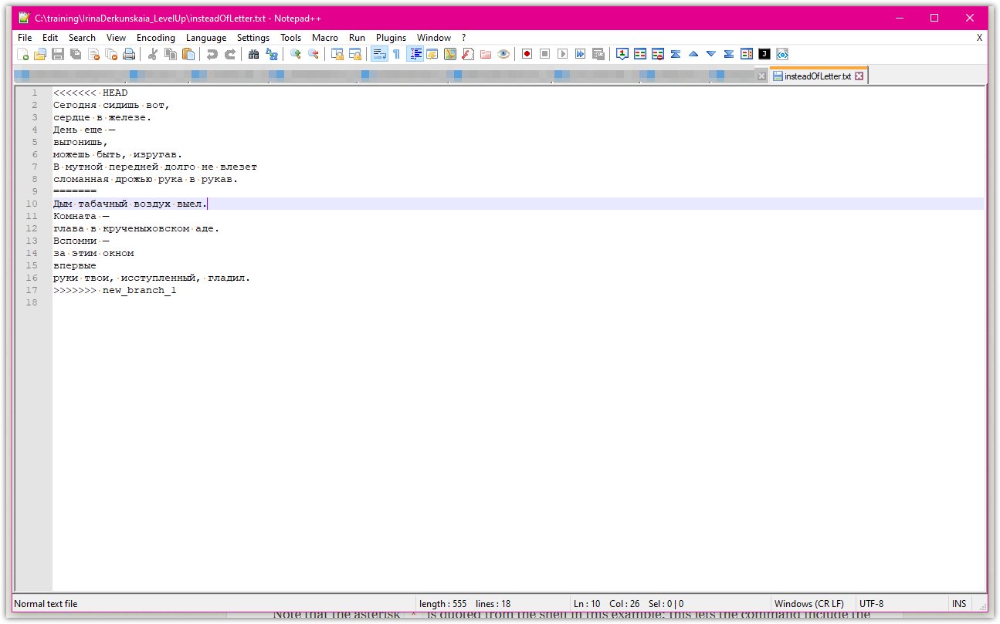 C:\training\IrinaDerkunskaia_LevelUp\insteadOfLetter.txt - Notepad++
File Edit Search View Encoding Language Settings Tools Macro Run Plugins Window ? X
insteadOfLetter.txt
1 <<<<<<< HEAD
2 Сегодня сидишь вот,
3 сердце в железе.
4 День еще —
5 выгонишь,
6 можешь быть, изругав.
7 В мутной передней долго не влезет
8 сломанная дрожью рука в рукав.
9 =======
10 Дым табачный воздух выел.
11 Комната —
12 глава в крученыховском аде.
13 Вспомни —
14 за этим окном
15 впервые
16 руки твои, исступленный, гладил.
17 >>>>>>> new_branch_1
18
Normal text file length : 555 lines : 18 Ln : 10 Col : 26 Sel : 0 | 0 Windows (CR LF) UTF-8 INS
Note that the asterisk * is quoted from the shell in this example; this lets the command include the